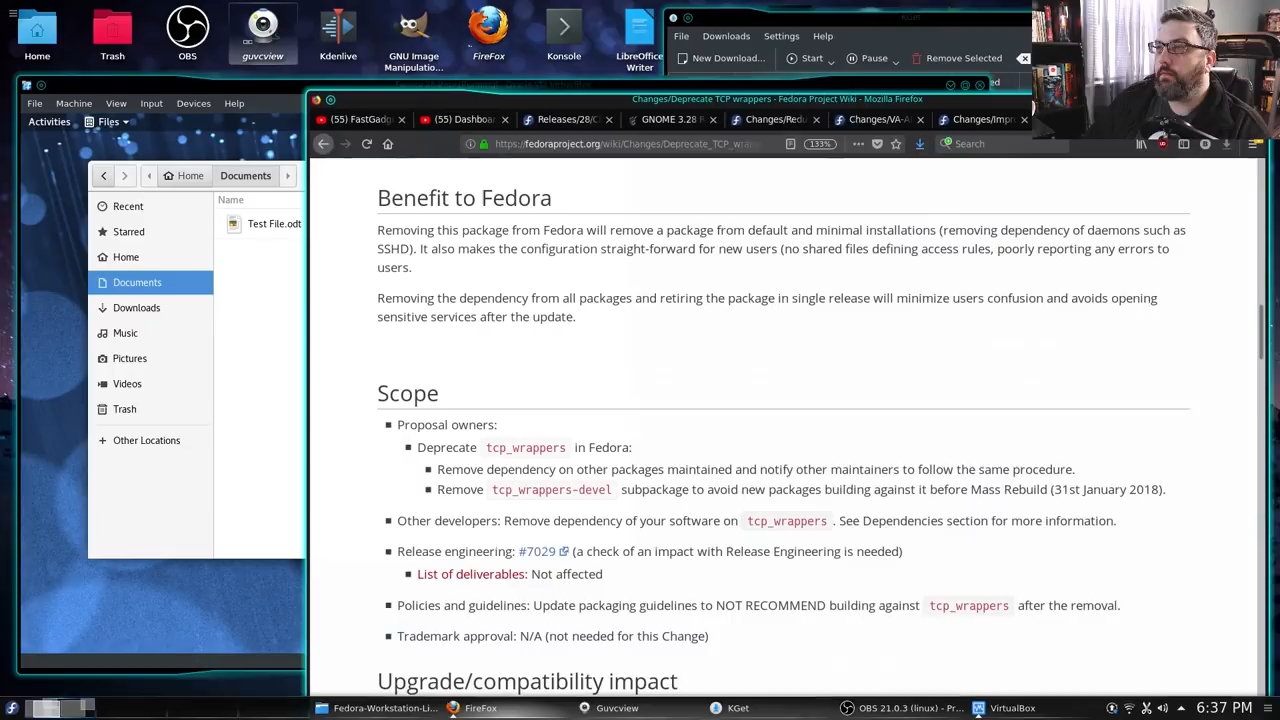 Home
Trash
OBS
guvcview
Kdenlive
GNU Image
Manipulatio...
FireFox
Konsole
LibreOffice
Writer
File Downloads Settings Help
New Download...
Start
Pause
Remove Selected
File Machine View Input Devices Help
Activities
Files
Home
Documents
Name
Recent
Starred
Home
Documents
Downloads
Music
Pictures
Videos
Trash
Other Locations
Test File.odt
Changes/Deprecate TCP wrappers - Fedora Project Wiki - Mozilla Firefox
(55) FastGadg
(55) Dashboar
Releases/28/C
GNOME 3.28 R
Changes/Redu
Changes/VA-A
Changes/Impro
https://fedoraproject.org/wiki/Changes/Deprecate_TCP_wrap
133%
Search
Benefit to Fedora
Removing this package from Fedora will remove a package from default and minimal installations (removing dependency of daemons such as
SSHD). It also makes the configuration straight-forward for new users (no shared files defining access rules, poorly reporting any errors to
users.
Removing the dependency from all packages and retiring the package in single release will minimize users confusion and avoids opening
sensitive services after the update.
Scope
Proposal owners:
Deprecate tcp_wrappers in Fedora:
Remove dependency on other packages maintained and notify other maintainers to follow the same procedure.
Remove tcp_wrappers-devel subpackage to avoid new packages building against it before Mass Rebuild (31st January 2018).
Other developers: Remove dependency of your software on tcp_wrappers. See Dependencies section for more information.
Release engineering: #7029 (a check of an impact with Release Engineering is needed)
List of deliverables: Not affected
Policies and guidelines: Update packaging guidelines to NOT RECOMMEND building against tcp_wrappers after the removal.
Trademark approval: N/A (not needed for this Change)
Upgrade/compatibility impact
Fedora-Workstation-Li...
FireFox
Guvcview
KGet
OBS 21.0.3 (linux) - Pr...
VirtualBox
6:37 PM